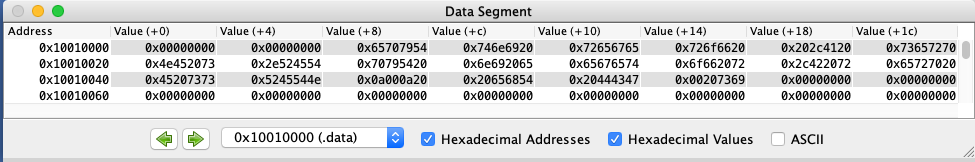 Data Segment
Address Value (+0) Value (+4) Value (+8) Value (+c) Value (+10) Value (+14) Value (+18) Value (+1c)
0x10010000 0x00000000 0x00000000 0x65707954 0x746e6920 0x72656765 0x726f6620 0x202c4120 0x73657270
0x10010020 0x4e452073 0x2e524554 0x70795420 0x6e692065 0x65676574 0x6f662072 0x2c422072 0x65727020
0x10010040 0x45207373 0x5245544e 0x0a000a20 0x20656854 0x20444347 0x00207369 0x00000000 0x00000000
0x10010060 0x00000000 0x00000000 0x00000000 0x00000000 0x00000000 0x00000000 0x00000000 0x00000000
0x10010000 (.data) Hexadecimal Addresses Hexadecimal Values ASCII